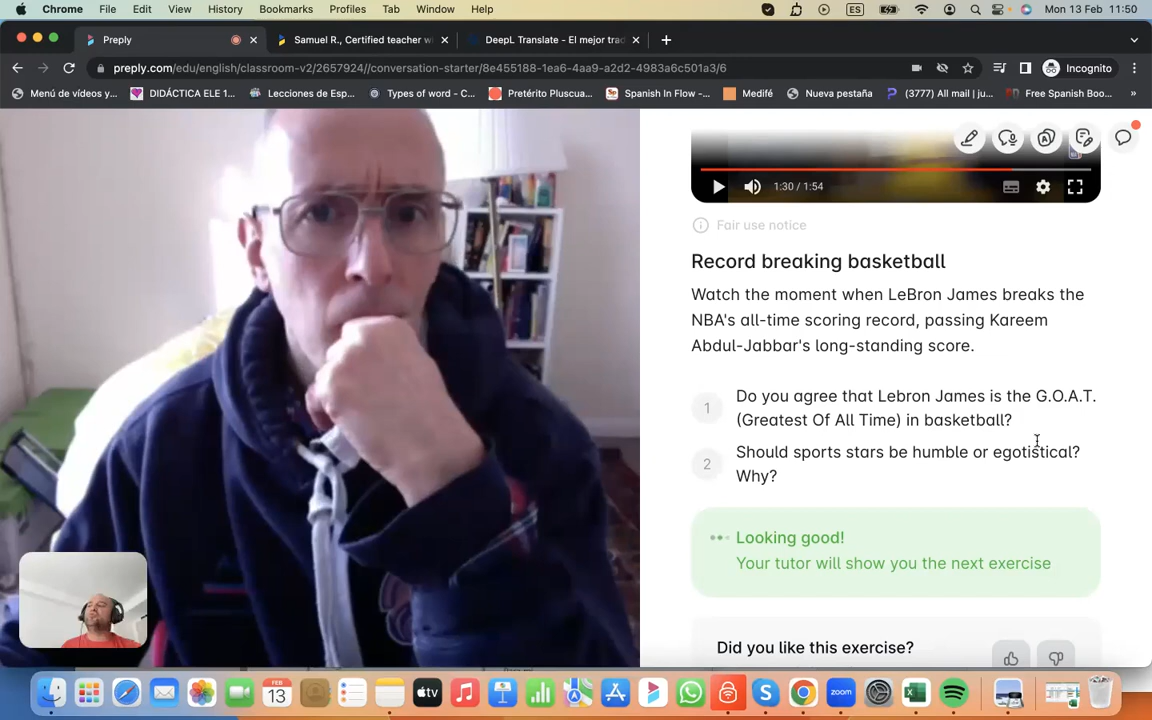 Chrome File Edit View History Bookmarks Profiles Tab Window Help ES Mon 13 Feb 11:50
Preply Samuel R., Certified teacher w DeepL Translate - El mejor trad
preply.com/edu/english/classroom-v2/2657924//conversation-starter/8e455188-1ea6-4aa9-a2d2-4983a6c501a3/6 Incognito
Menú de vídeos y... DIDÁCTICA ELE 1... Lecciones de Esp... Types of word - C... Pretérito Pluscua... Spanish In Flow -... Medifé Nueva pestaña (3777) All mail | ju... Free Spanish Boo... »
1:30 / 1:54
Fair use notice
Record breaking basketball
Watch the moment when LeBron James breaks the
NBA's all-time scoring record, passing Kareem
Abdul-Jabbar's long-standing score.
1 Do you agree that Lebron James is the G.O.A.T.
(Greatest Of All Time) in basketball?
2 Should sports stars be humble or egotistical?
Why?
Looking good!
Your tutor will show you the next exercise
Did you like this exercise?
FEB
13
tv
zoom